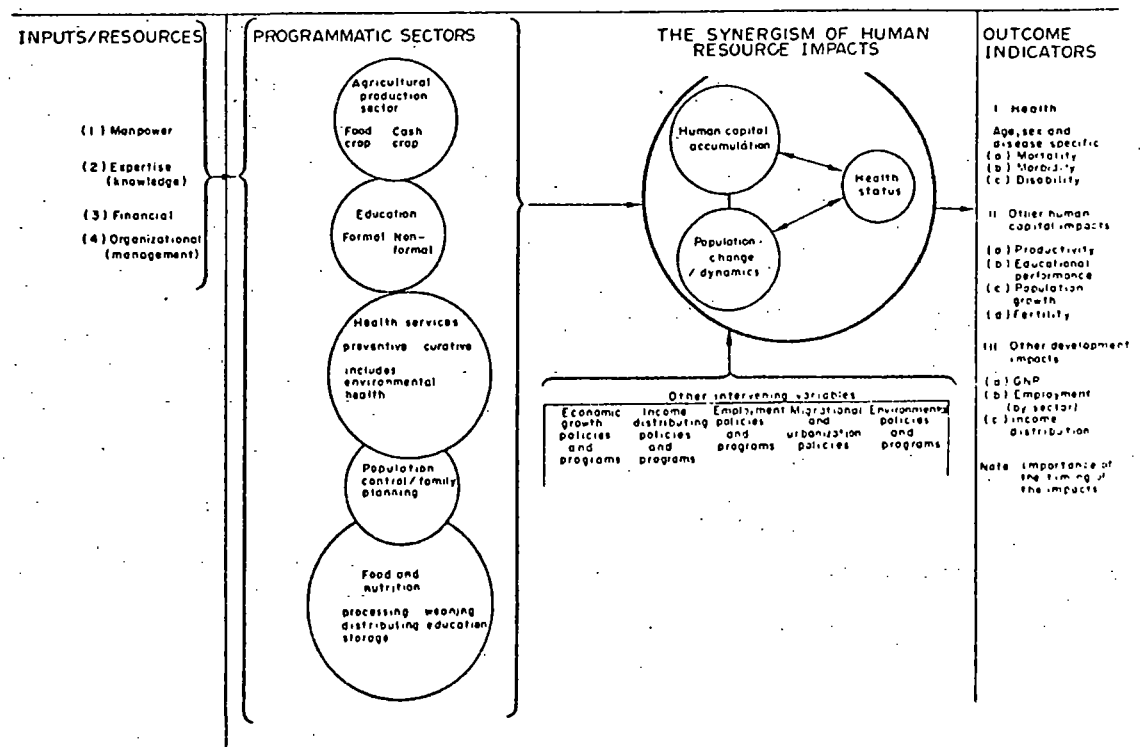 INPUTS/RESOURCES
(1) Manpower
(2) Expertise
(knowledge)
(3) Financial
(4) Organizational
(management)
PROGRAMMATIC SECTORS
Agricultural
production
sector
Food Cash
crop crop
Education
Formal Non-
formal
Health services
preventive curative
includes
environmental
health
Population
control/family
planning
Food and
nutrition
processing weaning
distributing education
storage
THE SYNERGISM OF HUMAN
RESOURCE IMPACTS
Human capital
accumulation
Health
status
Population-
change
/dynamics
Other intervening variables
Economic
growth
policies
and
programs
Income
distributing
policies
and
programs
Employment
policies
and
programs
Migrational
and
urbanization
policies
Environmental
policies
and
programs
OUTCOME
INDICATORS
I Health
Age, sex and
disease specific
(a) Mortality
(b) Morbidity
(c) Disability
II Other human
capital impacts
(a) Productivity
(b) Educational
performance
(c) Population
growth
(d) Fertility
III Other development
impacts
(a) GNP
(b) Employment
(by sector)
(c) Income
distribution
Note Importance of
the timing of
the impacts